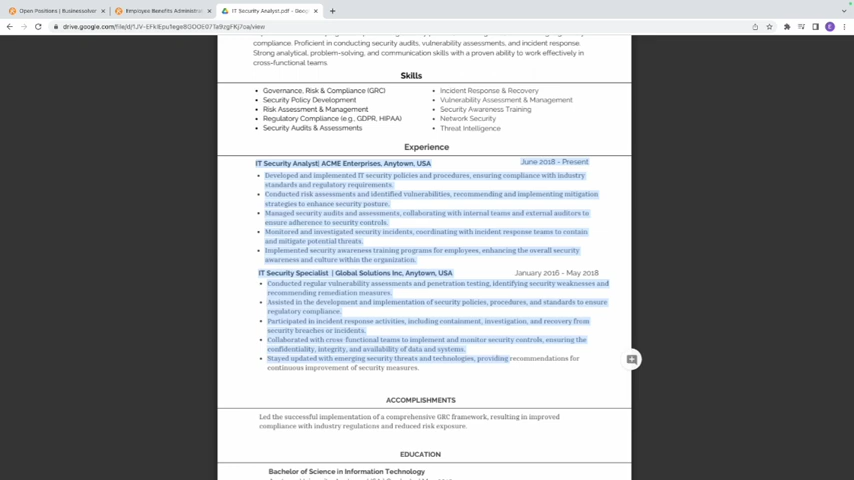 Open Positions | Businessolver
Employee Benefits Administrat
IT Security Analyst.pdf - Google
compliance. Proficient in conducting security audits, vulnerability assessments, and incident response.
Strong analytical, problem-solving, and communication skills with a proven ability to work effectively in
cross-functional teams.
Skills
Governance, Risk & Compliance (GRC)
Security Policy Development
Risk Assessment & Management
Regulatory Compliance (e.g., GDPR, HIPAA)
Security Audits & Assessments
Incident Response & Recovery
Vulnerability Assessment & Management
Security Awareness Training
Network Security
Threat Intelligence
Experience
IT Security Analyst| ACME Enterprises, Anytown, USA June 2018 - Present
Developed and implemented IT security policies and procedures, ensuring compliance with industry
standards and regulatory requirements.
Conducted risk assessments and identified vulnerabilities, recommending and implementing mitigation
strategies to enhance security posture.
Managed security audits and assessments, collaborating with internal teams and external auditors to
ensure adherence to security controls.
Monitored and investigated security incidents, coordinating with incident response teams to contain
and mitigate potential threats.
Implemented security awareness training programs for employees, enhancing the overall security
awareness and culture within the organization.
IT Security Specialist | Global Solutions Inc, Anytown, USA January 2016 - May 2018
Conducted regular vulnerability assessments and penetration testing, identifying security weaknesses and
recommending remediation measures.
Assisted in the development and implementation of security policies, procedures, and standards to ensure
regulatory compliance.
Participated in incident response activities, including containment, investigation, and recovery from
security breaches or incidents.
Collaborated with cross-functional teams to implement and monitor security controls, ensuring the
confidentiality, integrity, and availability of data and systems.
Stayed updated with emerging security threats and technologies, providing recommendations for
continuous improvement of security measures.
ACCOMPLISHMENTS
Led the successful implementation of a comprehensive GRC framework, resulting in improved
compliance with industry regulations and reduced risk exposure.
EDUCATION
Bachelor of Science in Information Technology